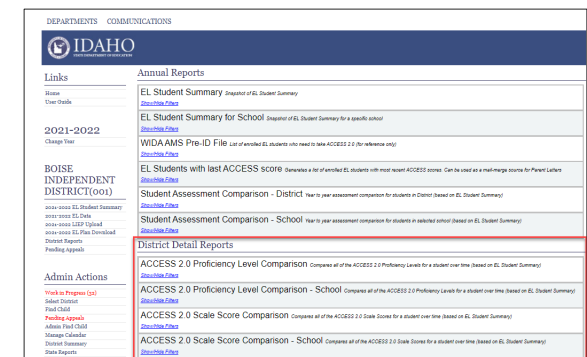 DEPARTMENTS COMMUNICATIONS
IDAHO
STATE DEPARTMENT OF EDUCATION
Links
Home
User Guide
2021-2022
Change Year
BOISE
INDEPENDENT
DISTRICT(001)
2021-2022 EL Student Summary
2021-2022 EL Data
2021-2022 LIEP Upload
2021-2022 EL Plan Download
District Reports
Pending Appeals
Admin Actions
Work in Progress (32)
Select District
Find Child
Pending Appeals
Admin Find Child
Manage Calendar
District Summary
State Reports
Annual Reports
EL Student Summary Snapshot of EL Student Summary
Show/Hide Filters
EL Student Summary for School Snapshot of EL Student Summary for a specific school
Show/Hide Filters
WIDA AMS Pre-ID File List of enrolled EL students who need to take ACCESS 2.0 (for reference only)
Show/Hide Filters
EL Students with last ACCESS score Generates a list of enrolled EL students with most recent ACCESS scores. Can be used as a mail-merge source for Parent Letters
Show/Hide Filters
Student Assessment Comparison - District Year to year assessment comparison for students in District (based on EL Student Summary)
Show/Hide Filters
Student Assessment Comparison - School Year to year assessment comparison for students in selected school (based on EL Student Summary)
Show/Hide Filters
District Detail Reports
ACCESS 2.0 Proficiency Level Comparison Compares all of the ACCESS 2.0 Proficiency Levels for a student over time (based on EL Student Summary)
Show/Hide Filters
ACCESS 2.0 Proficiency Level Comparison - School Compares all of the ACCESS 2.0 Proficiency Levels for a student over time (based on EL Student Summary)
Show/Hide Filters
ACCESS 2.0 Scale Score Comparison Compares all of the ACCESS 2.0 Scale Scores for a student over time (based on EL Student Summary)
Show/Hide Filters
ACCESS 2.0 Scale Score Comparison - School Compares all of the ACCESS 2.0 Scale Scores for a student over time (based on EL Student Summary)
Show/Hide Filters